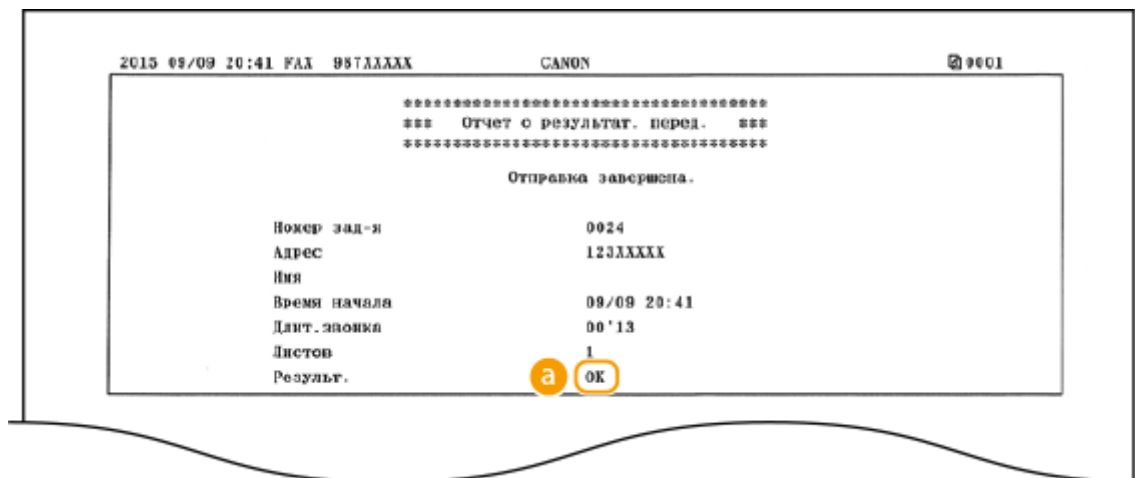 2015 09/09 20:41 FAX 987XXXXX CANON 0001
************************************
*** Отчет о результат. перед. ***
************************************
Отправка завершена.
Номер зад-я 0024
Адрес 123XXXXX
Имя
Время начала 09/09 20:41
Длит.звонка 00'13
Листов 1
Результ. a OK